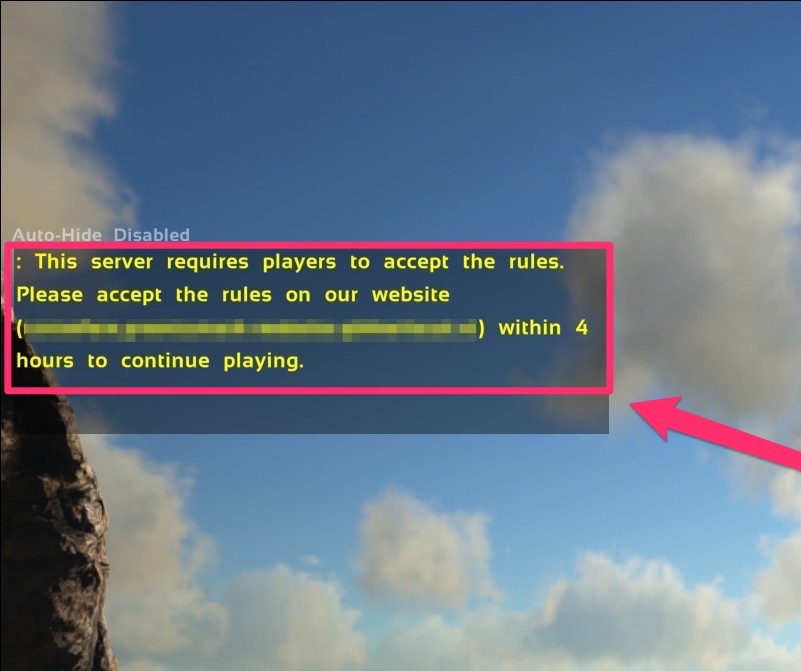 Auto-Hide Disabled
: This server requires players to accept the rules.
Please accept the rules on our website
() within 4
hours to continue playing.